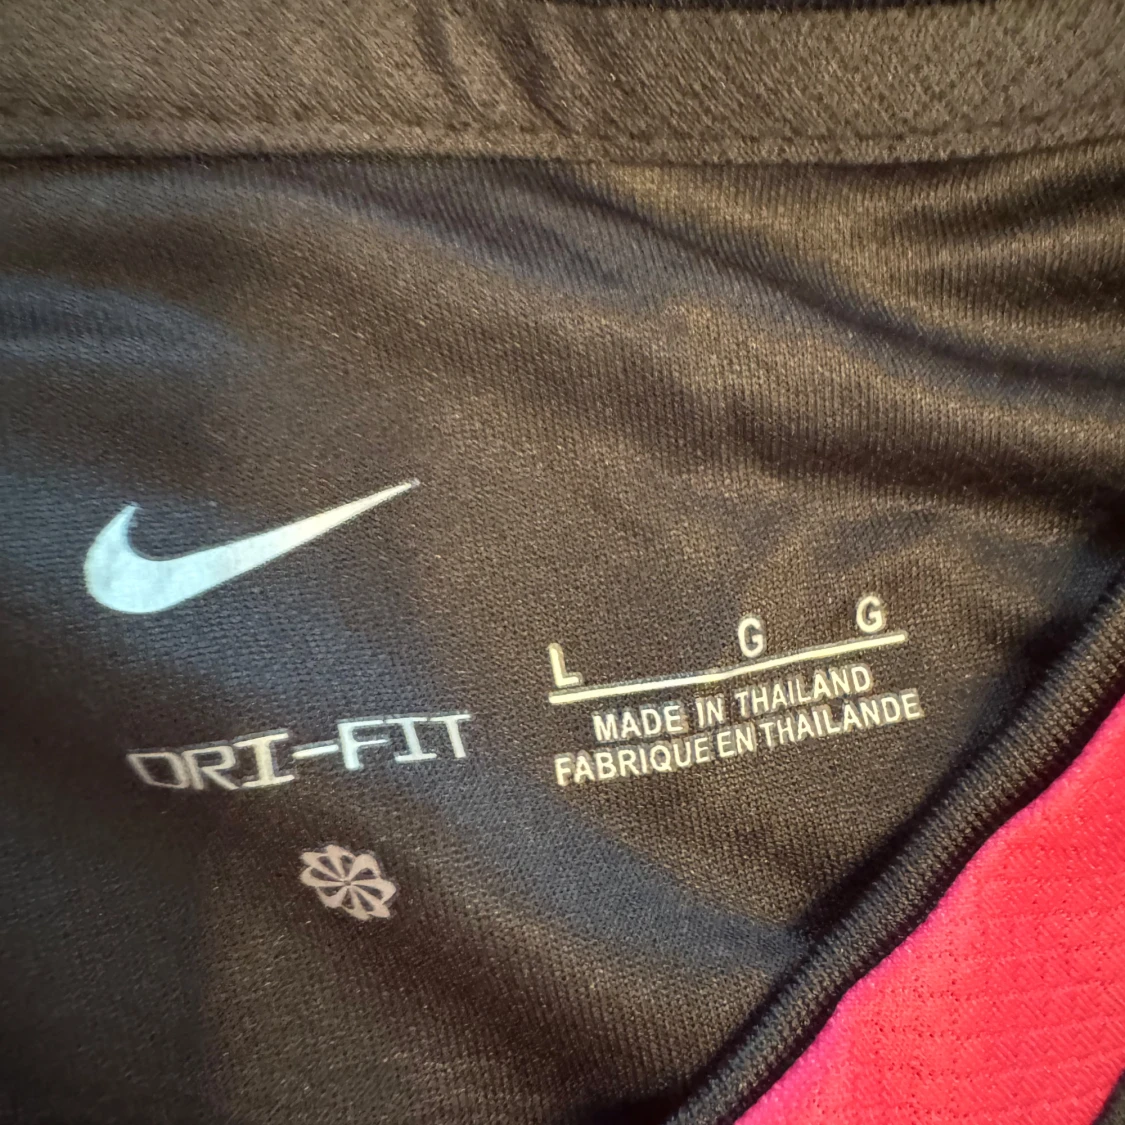 L G G
MADE IN THAILAND
FABRIQUE EN THAILANDE
DRI-FIT